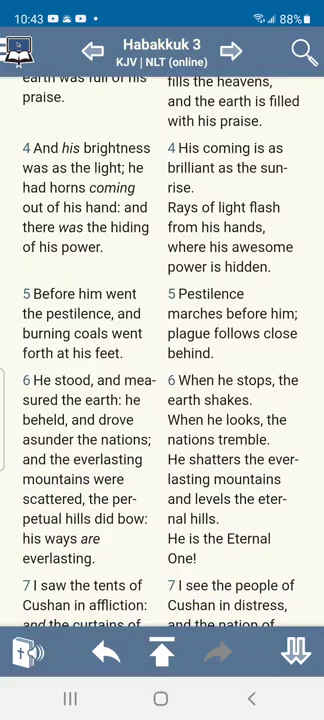 10:43
88%
Habakkuk 3
KJV | NLT (online)
earth was full of his
praise.
4 And his brightness
was as the light; he
had horns coming
out of his hand: and
there was the hiding
of his power.
5 Before him went
the pestilence, and
burning coals went
forth at his feet.
6 He stood, and mea-
sured the earth: he
beheld, and drove
asunder the nations;
and the everlasting
mountains were
scattered, the per-
petual hills did bow:
his ways are
everlasting.
7 I saw the tents of
Cushan in affliction:
and the curtains of
fills the heavens,
and the earth is filled
with his praise.
4 His coming is as
brilliant as the sun-
rise.
Rays of light flash
from his hands,
where his awesome
power is hidden.
5 Pestilence
marches before him;
plague follows close
behind.
6 When he stops, the
earth shakes.
When he looks, the
nations tremble.
He shatters the ever-
lasting mountains
and levels the eter-
nal hills.
He is the Eternal
One!
7 I see the people of
Cushan in distress,
and the nation of